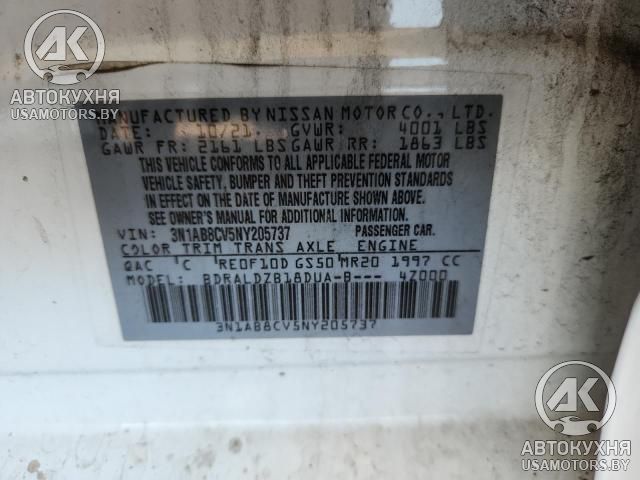 АВТОКУХНЯ
USAMOTORS.BY
MANUFACTURED BY NISSAN MOTOR CO., LTD.
DATE: 10/21 GVWR: 4001 LBS
GAWR FR: 2161 LBS GAWR RR: 1863 LBS
THIS VEHICLE CONFORMS TO ALL APPLICABLE FEDERAL MOTOR
VEHICLE SAFETY, BUMPER AND THEFT PREVENTION STANDARDS
IN EFFECT ON THE DATE OF MANUFACTURE SHOWN ABOVE.
SEE OWNER'S MANUAL FOR ADDITIONAL INFORMATION.
VIN: 3N1AB8CV5NY205737 PASSENGER CAR.
COLOR TRIM TRANS AXLE ENGINE
QAC C RE0F10D GS50 MR20 1997 CC
MODEL: BDRALDZB18DUA-B--- 4Z000
3N1AB8CV5NY205737
АК
АВТОКУХНЯ
USAMOTORS.BY